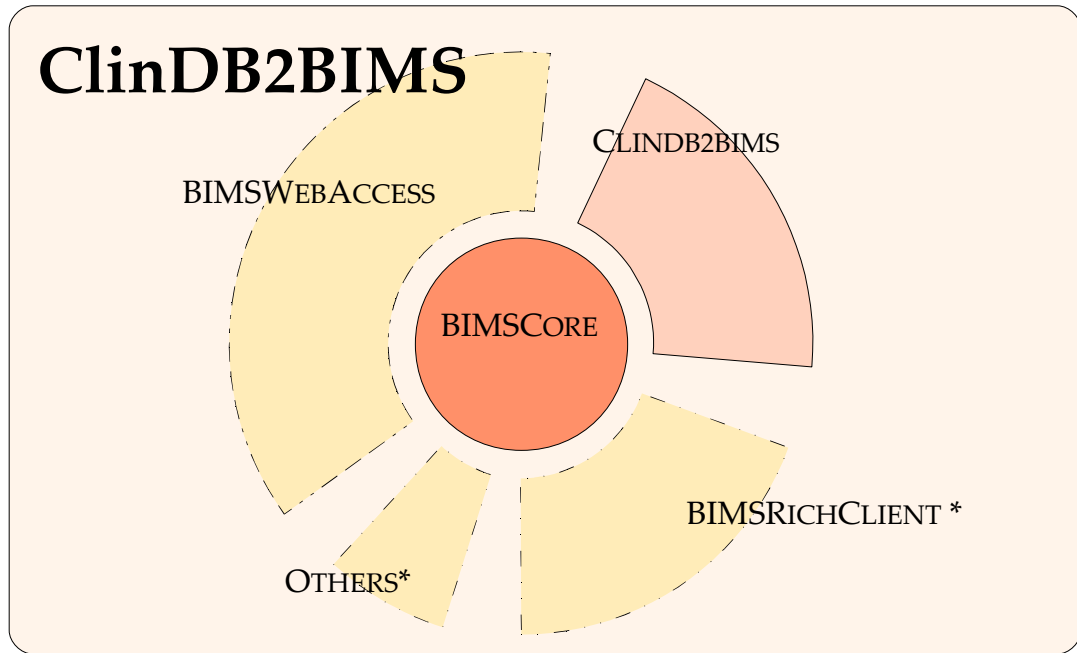 ClinDB2BIMS
CLINDB2BIMS
BIMSWEBACCESS
BIMSCORE
BIMSRICHCLIENT *
OTHERS*